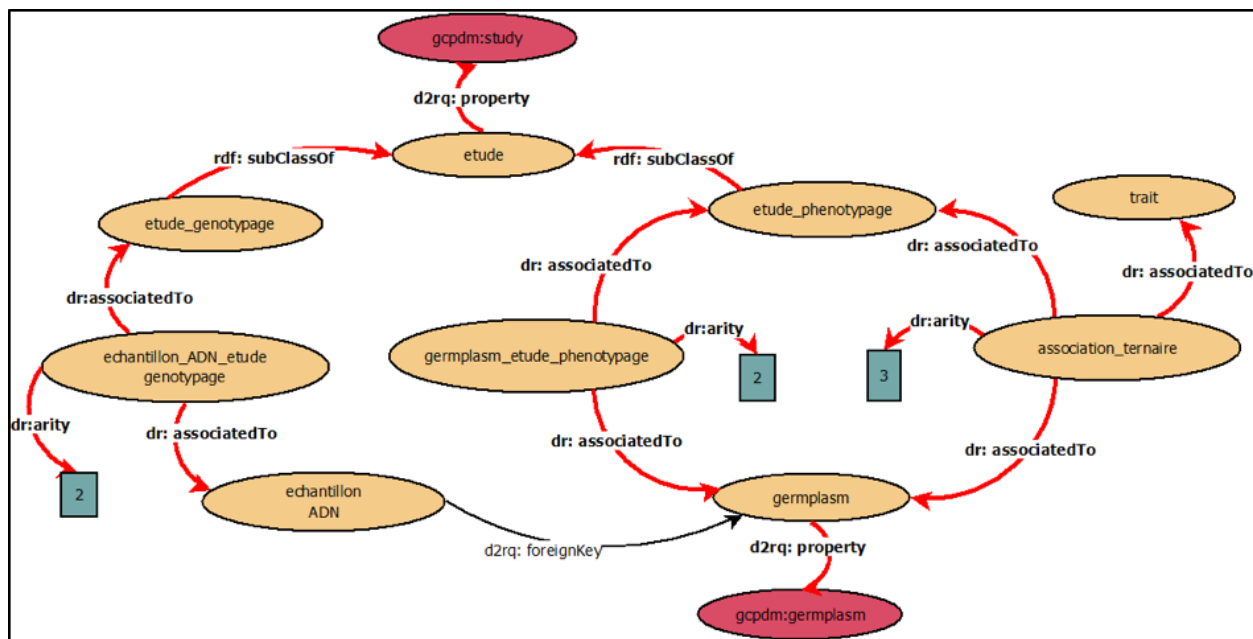 gcpdm:study
d2rq: property
rdf: subClassOf
etude
rdf: subClassOf
etude_genotypage
etude_phenotypage
trait
dr:associatedTo
dr: associatedTo
dr: associatedTo
dr: associatedTo
echantillon_ADN_etude
genotypage
germplasm_etude_phenotypage
dr:arity
2
dr:arity
3
association_ternaire
dr:arity
2
dr: associatedTo
dr: associatedTo
dr: associatedTo
echantillon
ADN
germplasm
d2rq: foreignKey
d2rq: property
gcpdm:germplasm